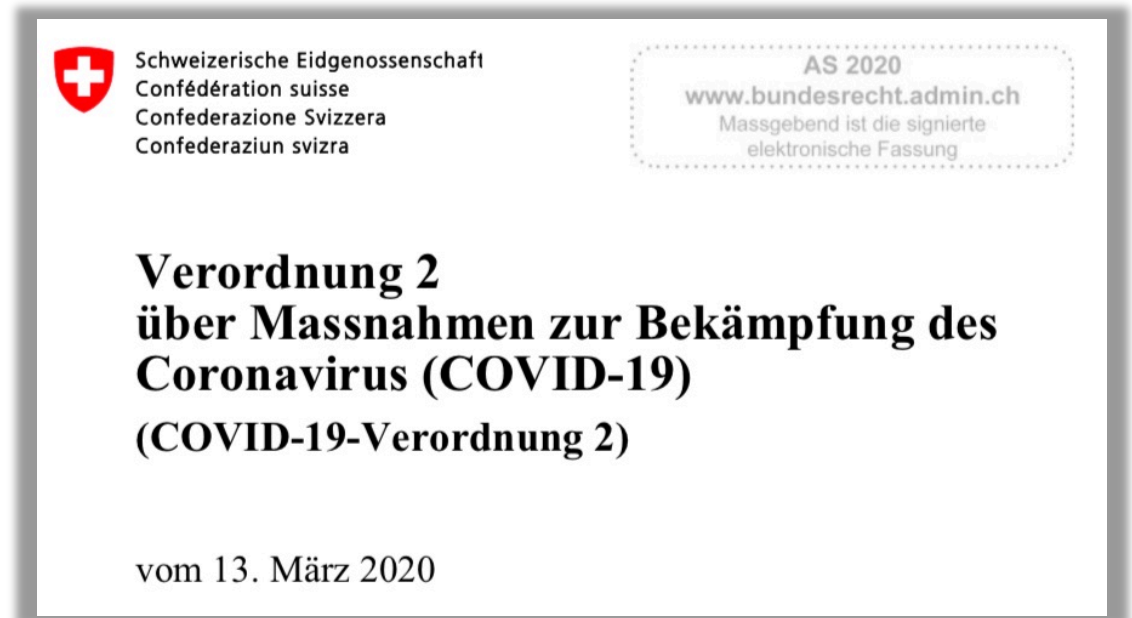 Schweizerische Eidgenossenschaft
Confédération suisse
Confederazione Svizzera
Confederaziun svizra
AS 2020
www.bundesrecht.admin.ch
Massgebend ist die signierte
elektronische Fassung
Verordnung 2
über Massnahmen zur Bekämpfung des
Coronavirus (COVID-19)
(COVID-19-Verordnung 2)
vom 13. März 2020